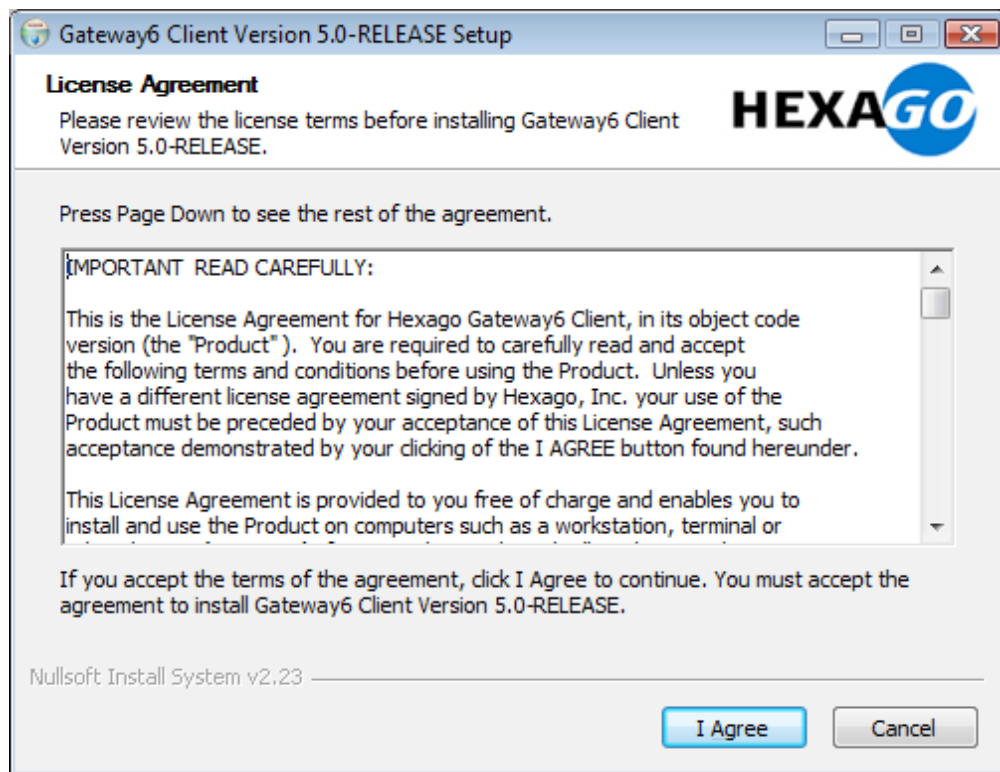 Gateway6 Client Version 5.0-RELEASE Setup
License Agreement
Please review the license terms before installing Gateway6 Client
Version 5.0-RELEASE.
HEXAGO
Press Page Down to see the rest of the agreement.
IMPORTANT  READ CAREFULLY:
This is the License Agreement for Hexago Gateway6 Client, in its object code
version (the "Product" ).  You are required to carefully read and accept
the following terms and conditions before using the Product.  Unless you
have a different license agreement signed by Hexago, Inc. your use of the
Product must be preceded by your acceptance of this License Agreement, such
acceptance demonstrated by your clicking of the I AGREE button found hereunder.
This License Agreement is provided to you free of charge and enables you to
install and use the Product on computers such as a workstation, terminal or
If you accept the terms of the agreement, click I Agree to continue. You must accept the
agreement to install Gateway6 Client Version 5.0-RELEASE.
Nullsoft Install System v2.23
I Agree
Cancel